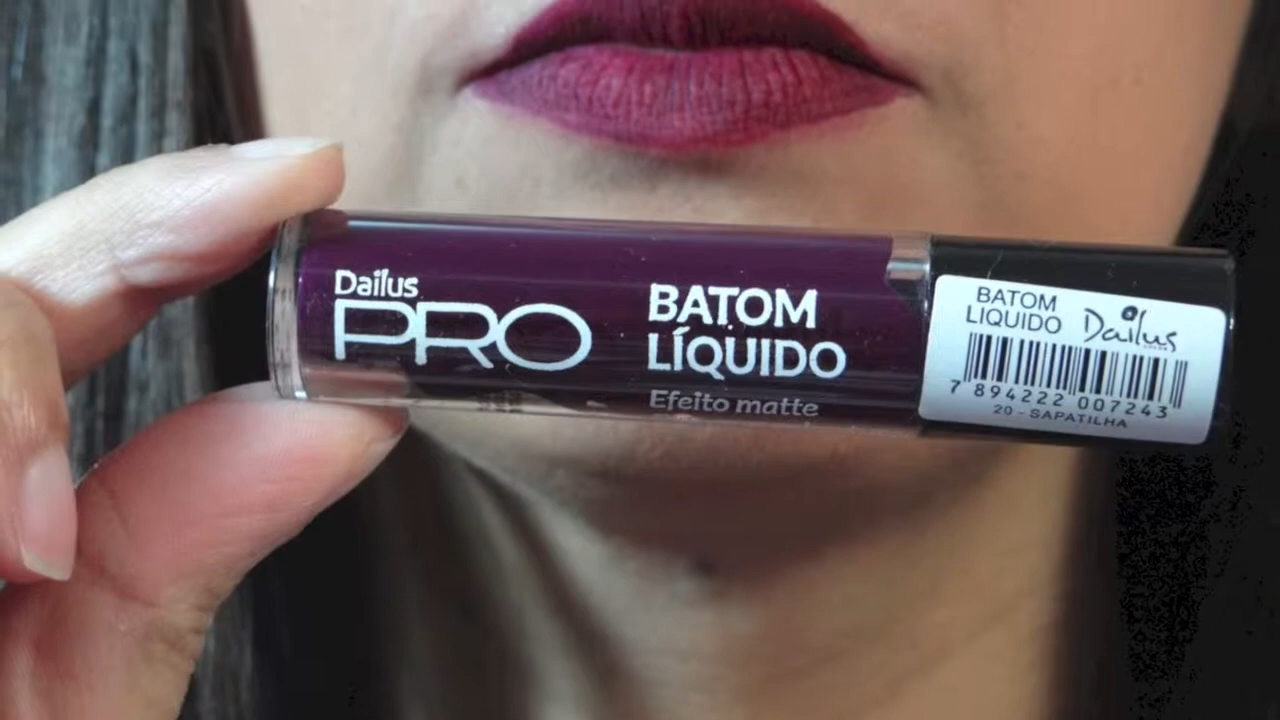 Dailus
PRO
BATOM
LÍQUIDO
Efeito matte
BATOM
LIQUIDO
Dailus
7 894222 007243
20 - SAPATILHA